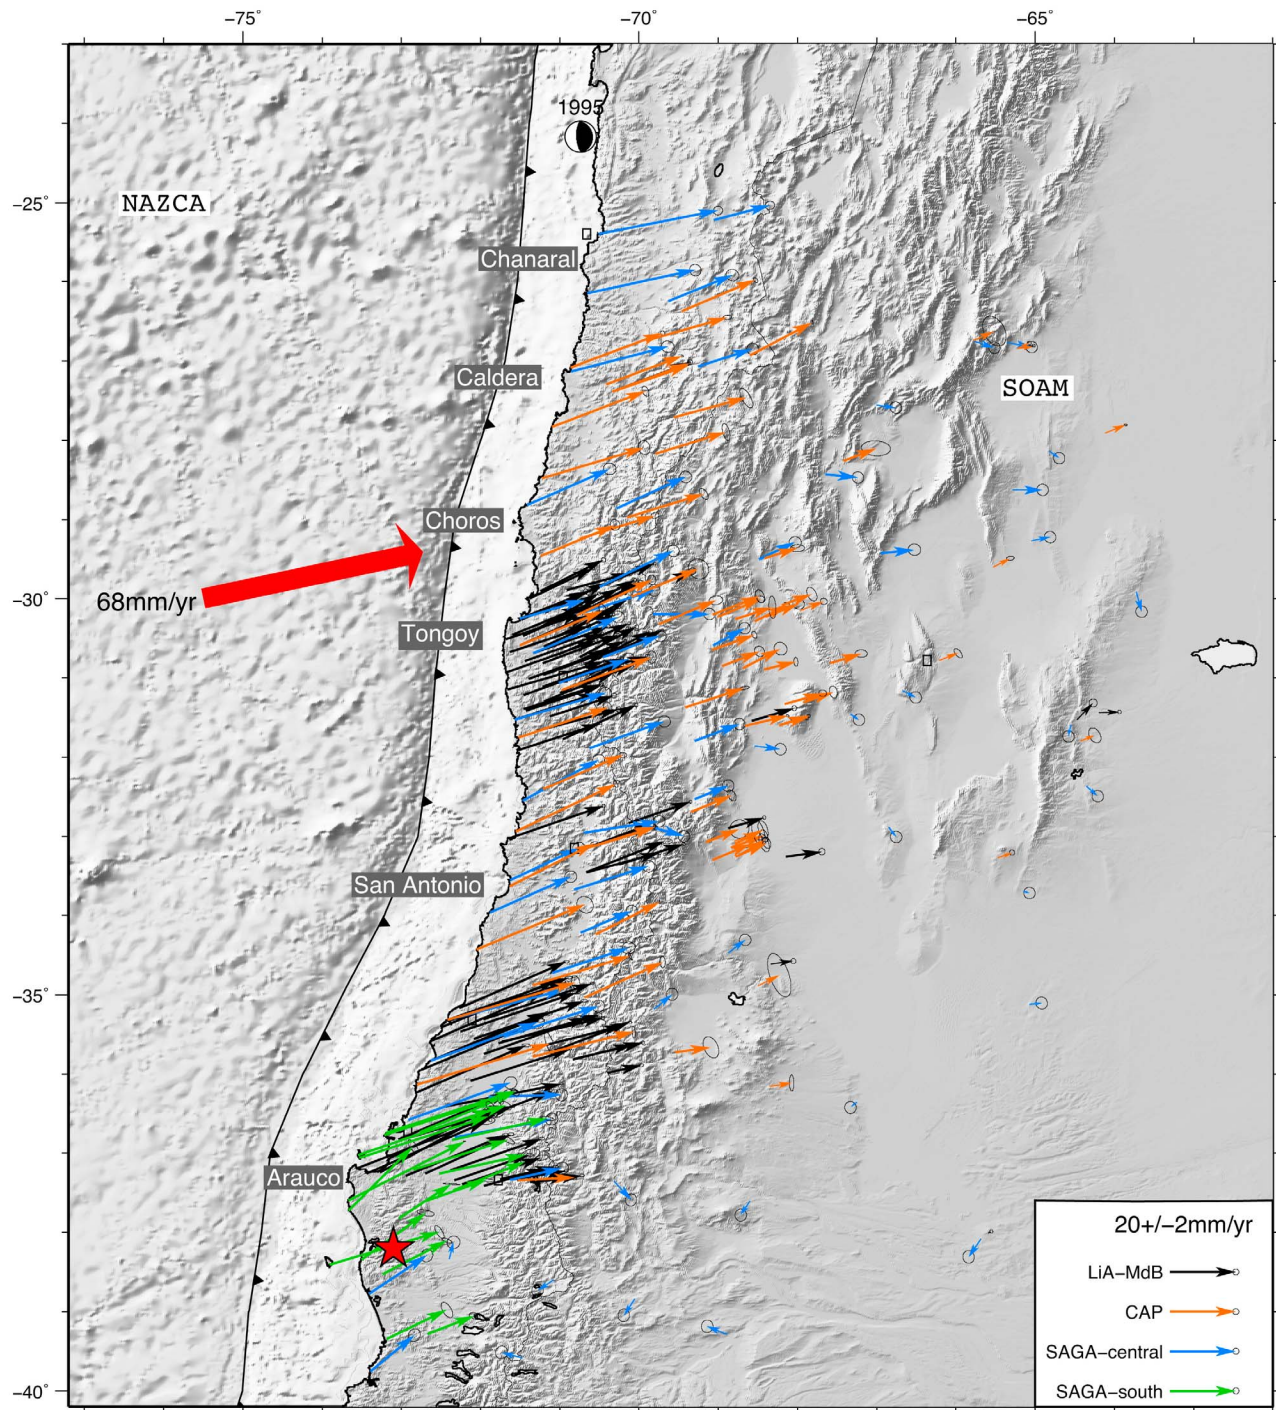 −75°
−70°
−65°
1995
−25°
NAZCA
Chanaral
Caldera
SOAM
Choros
−30°
68mm/yr
Tongoy
San Antonio
−35°
Arauco
20+/−2mm/yr
LiA−MdB
CAP
SAGA−central
SAGA−south
−40°